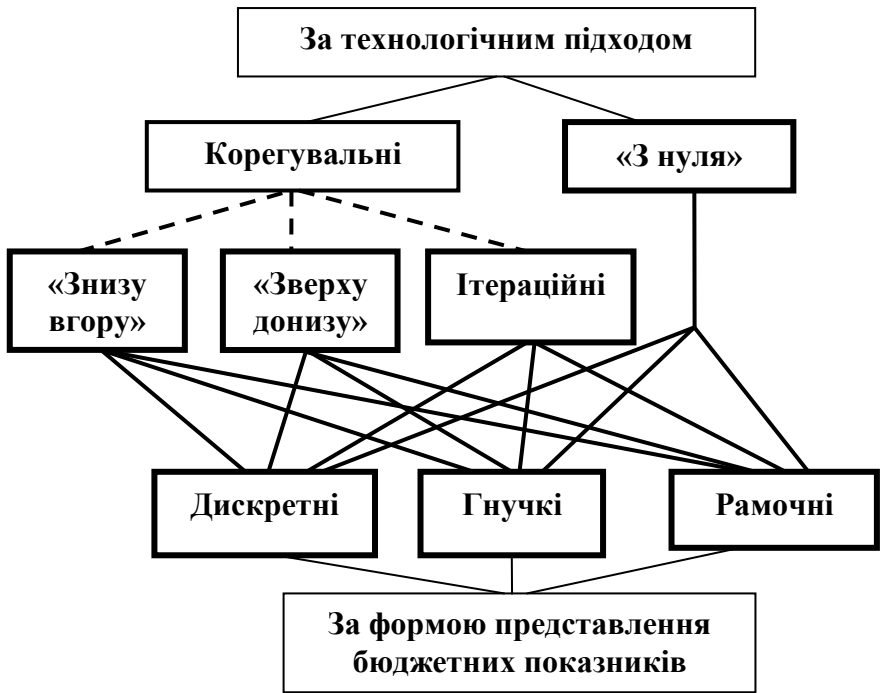 За технологічним підходом
Корегувальні
«З нуля»
«Знизу
вгору»
«Зверху
донизу»
Ітераційні
Дискретні
Гнучкі
Рамочні
За формою представлення
бюджетних показників